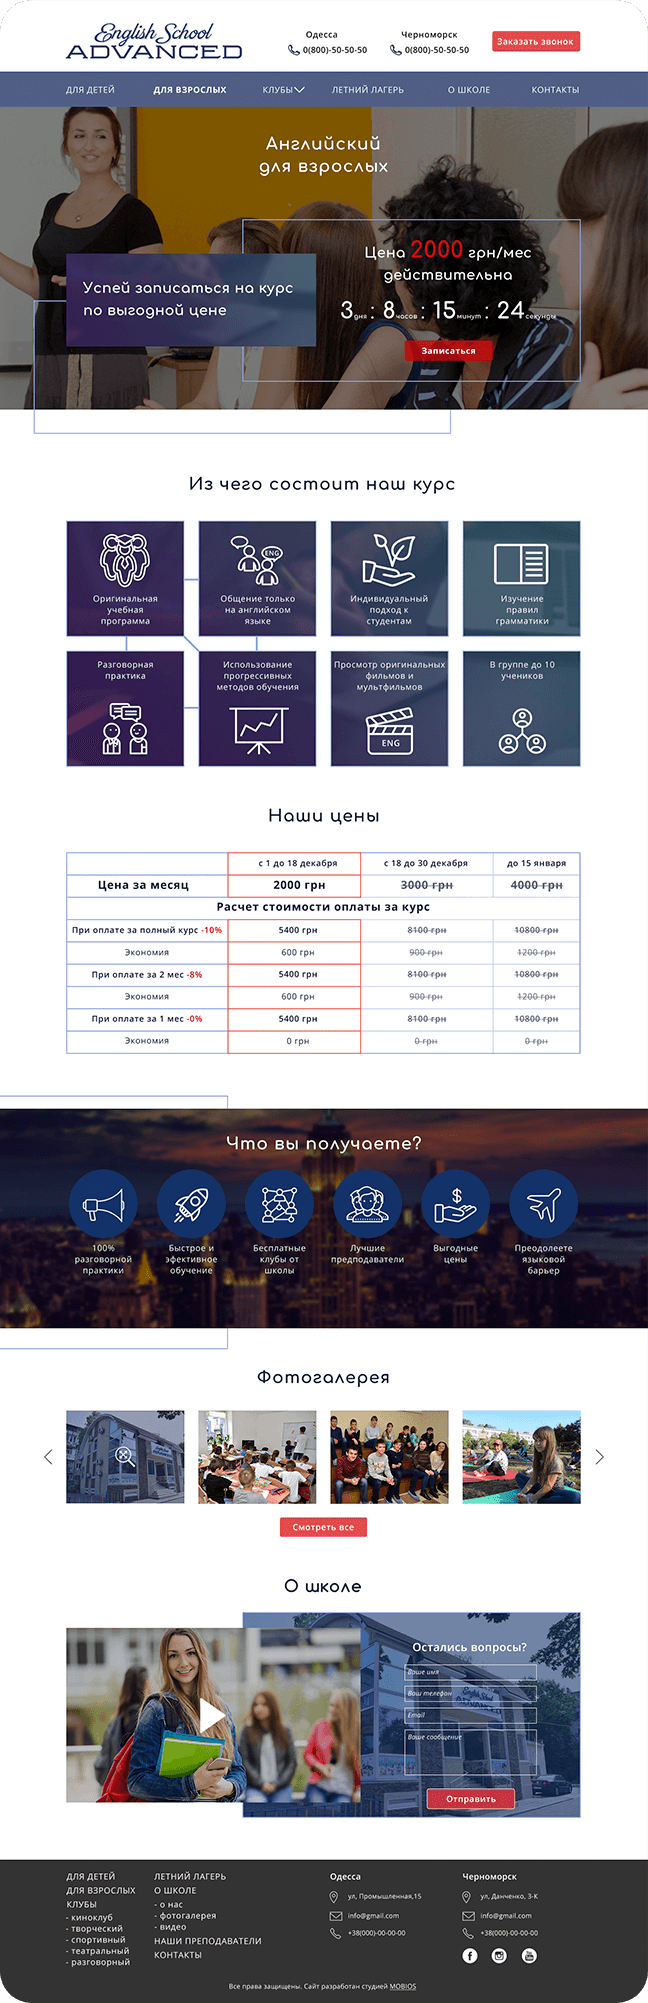 English School
ADVANCED
Одесса
0(800)-50-50-50
Черноморск
0(800)-50-50-50
Заказать звонок
ДЛЯ ДЕТЕЙ
ДЛЯ ВЗРОСЛЫХ
КЛУБЫ
ЛЕТНИЙ ЛАГЕРЬ
О ШКОЛЕ
КОНТАКТЫ
Английский
для взрослых
Успей записаться на курс
по выгодной цене
Цена 2000 грн/мес
действительна
3 дня : 8 часов : 15 минут : 24 секунды
Записаться
Из чего состоит наш курс
Оригинальная
учебная
программа
ENG
Общение только
на английском
языке
Индивидуальный
подход к
студентам
Изучение
правил
грамматики
Разговорная
практика
Использование
прогрессивных
методов обучения
Просмотр оригинальных
фильмов и
мультфильмов
ENG
В группе до 10
учеников
Наши цены
с 1 до 18 декабря с 18 до 30 декабря до 15 января
Цена за месяц 2000 грн 3000 грн 4000 грн
Расчет стоимости оплаты за курс
При оплате за полный курс -10% 5400 грн 8100 грн 10800 грн
Экономия 600 грн 900 грн 1200 грн
При оплате за 2 мес -8% 5400 грн 8100 грн 10800 грн
Экономия 600 грн 900 грн 1200 грн
При оплате за 1 мес -0% 5400 грн 8100 грн 10800 грн
Экономия 0 грн 0 грн 0 грн
Что вы получаете?
100%
разговорной
практики
Быстрое и
эфективное
обучение
Бесплатные
клубы от
школы
Лучшие
предподаватели
$
Выгодные
цены
Преодолеете
языковой
барьер
Фотогалерея
Смотреть все
О школе
Остались вопросы?
Ваше имя
Ваш телефон
Email
Ваше сообщение
Отправить
English School
ADVANCED
ДЛЯ ДЕТЕЙ
ДЛЯ ВЗРОСЛЫХ
КЛУБЫ
- киноклуб
- творческий
- спортивный
- театральный
- разговорный
ЛЕТНИЙ ЛАГЕРЬ
О ШКОЛЕ
- о нас
- фотогалерея
- видео
НАШИ ПРЕПОДАВАТЕЛИ
КОНТАКТЫ
Одесса
ул, Промышленная,15
info@gmail.com
+38(000)-00-00-00
Черноморск
ул, Данченко, 3-К
info@gmail.com
+38(000)-00-00-00
Все права защищены. Сайт разработан студией MOBIOS